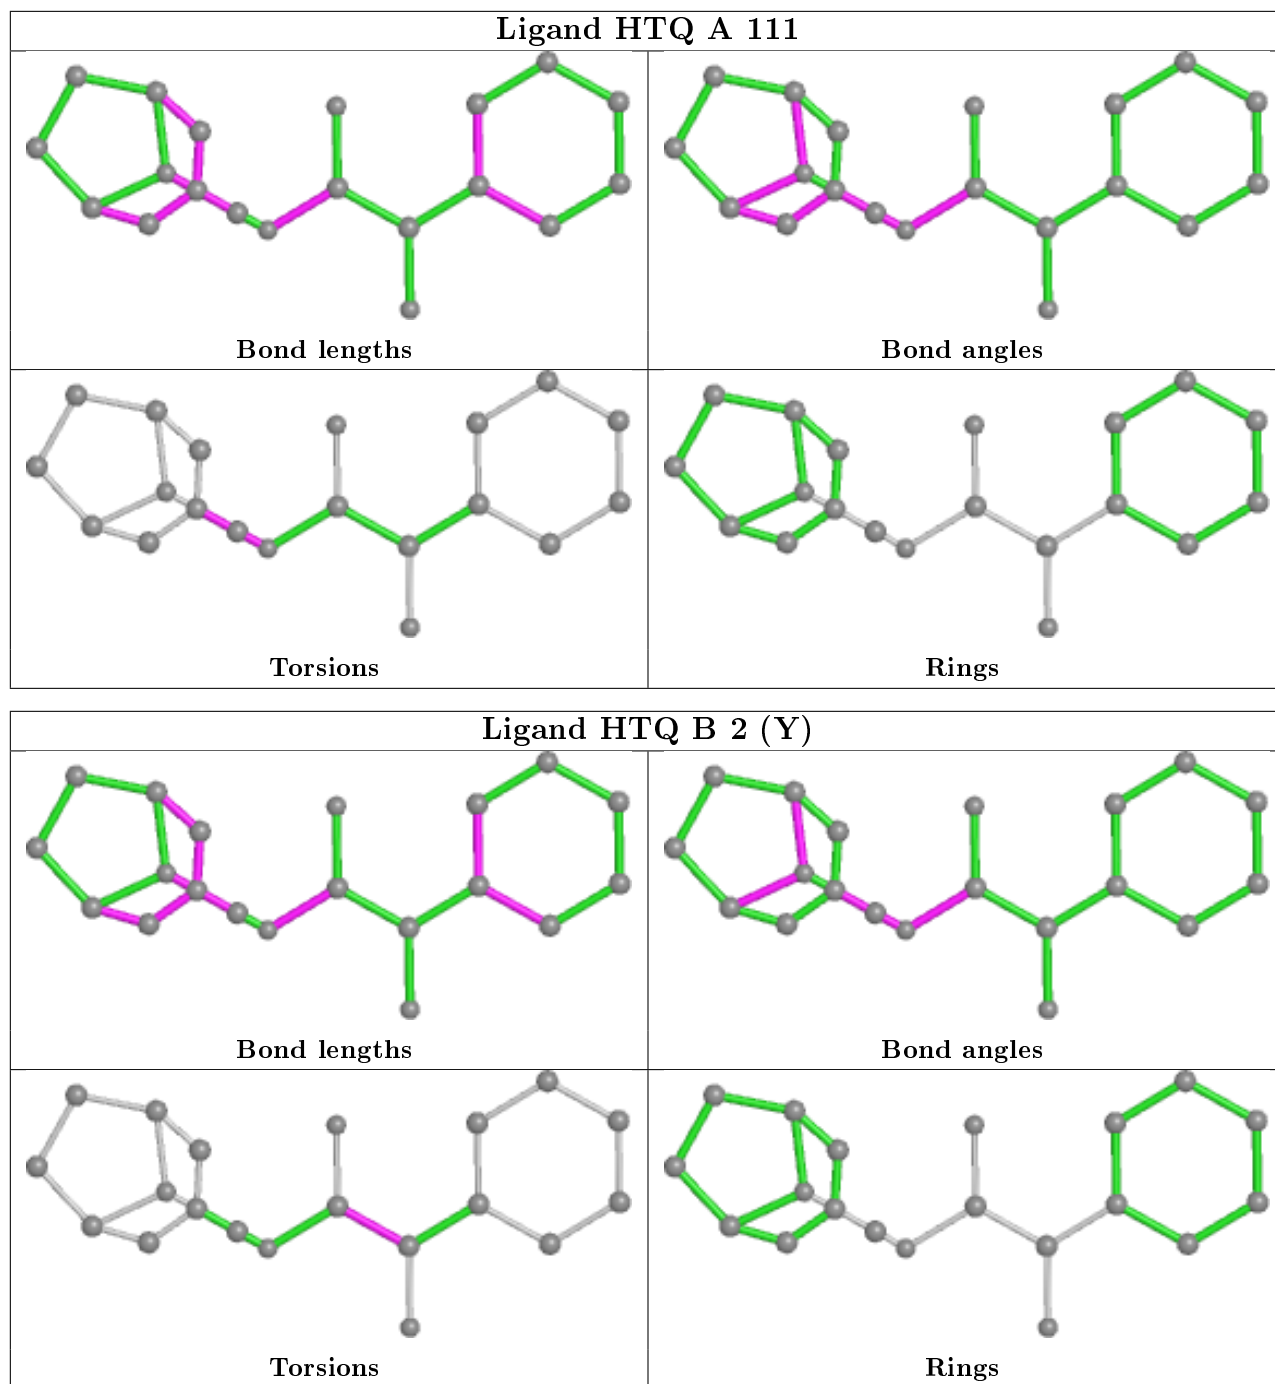 Ligand HTQ A 111
Bond lengths
Bond angles
Torsions
Rings
Ligand HTQ B 2 (Y)
Bond lengths
Bond angles
Torsions
Rings